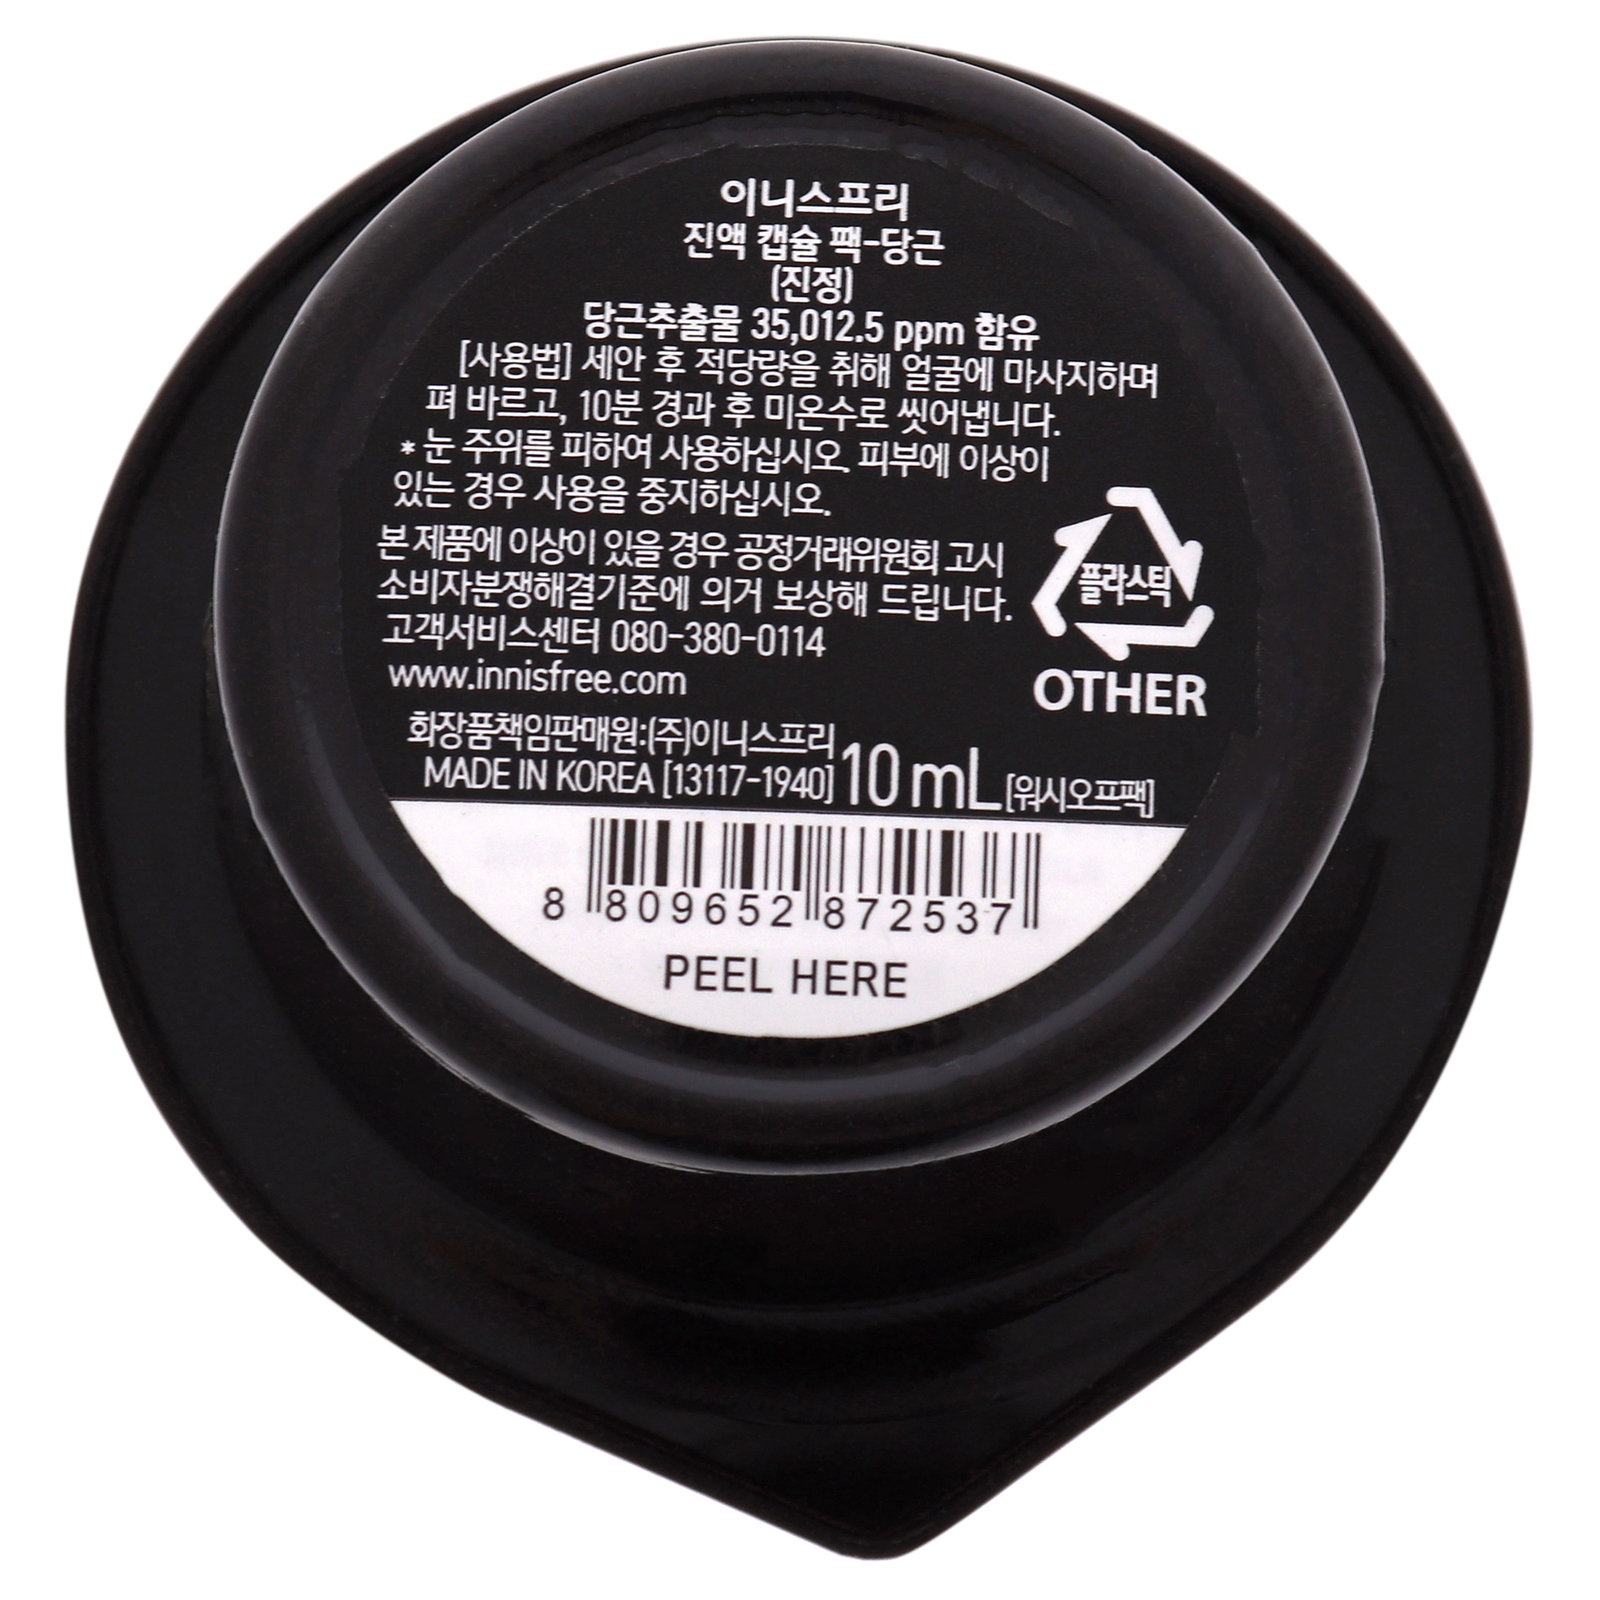 이니스프리
진액 캡슐 팩-당근
(진정)
당근추출물 35,012.5 ppm 함유
[사용법] 세안 후 적당량을 취해 얼굴에 마사지하며
펴 바르고, 10분 경과 후 미온수로 씻어냅니다.
* 눈 주위를 피하여 사용하십시오. 피부에 이상이
있는 경우 사용을 중지하십시오.
본 제품에 이상이 있을 경우 공정거래위원회 고시
소비자분쟁해결기준에 의거 보상해 드립니다.
고객서비스센터 080-380-0114
www.innisfree.com
플라스틱
OTHER
화장품책임판매원:(주)이니스프리
MADE IN KOREA [13117-1940] 10 mL [워시오프팩]
8 809652 872537
PEEL HERE